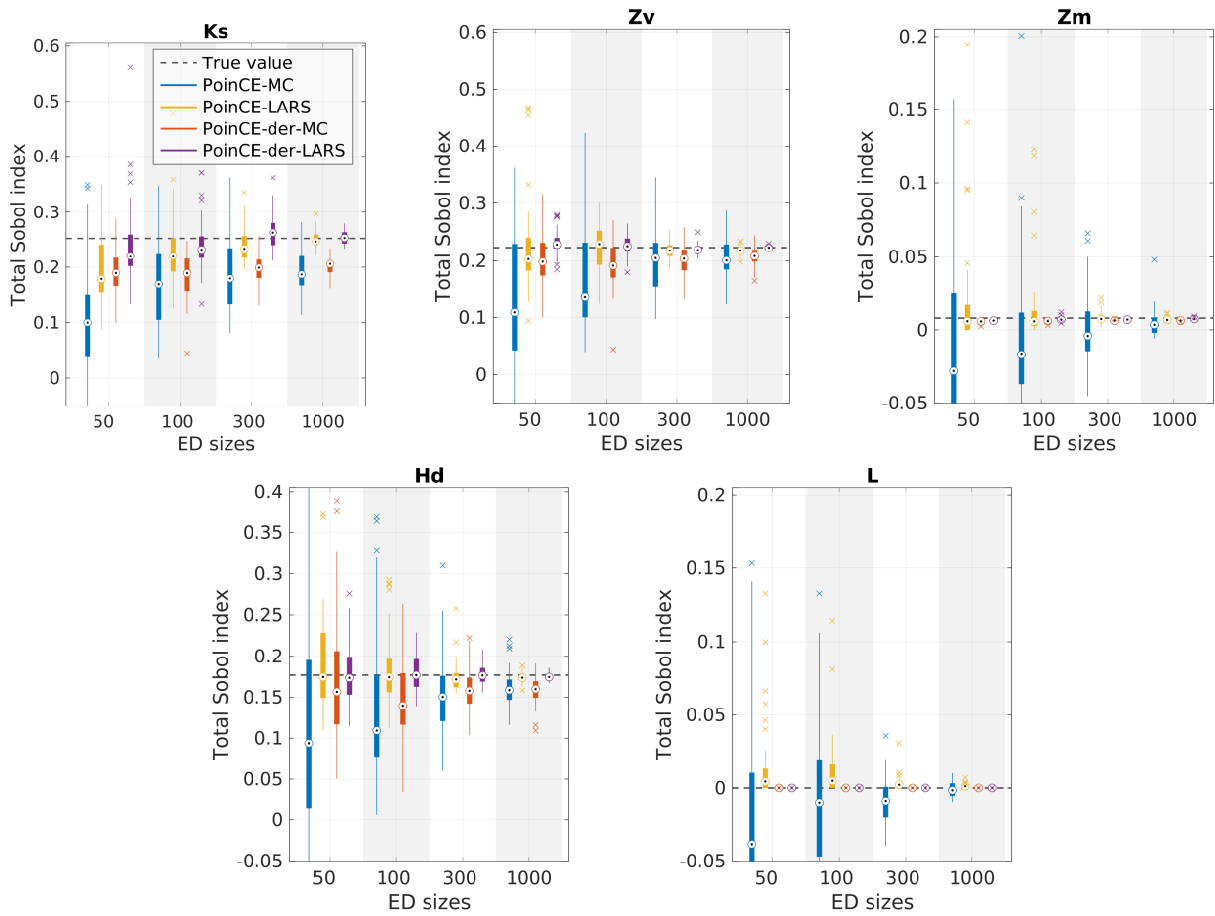 Ks
0.6
0.5
0.4
0.3
0.2
0.1
0
Total Sobol index
True value
PoinCE-MC
PoinCE-LARS
PoinCE-der-MC
PoinCE-der-LARS
50 100 300 1000
ED sizes
Zv
0.6
0.5
0.4
0.3
0.2
0.1
0
Total Sobol index
50 100 300 1000
ED sizes
Zm
0.2
0.15
0.1
0.05
0
-0.05
Total Sobol index
50 100 300 1000
ED sizes
Hd
0.4
0.35
0.3
0.25
0.2
0.15
0.1
0.05
0
-0.05
Total Sobol index
50 100 300 1000
ED sizes
L
0.2
0.15
0.1
0.05
0
-0.05
Total Sobol index
50 100 300 1000
ED sizes